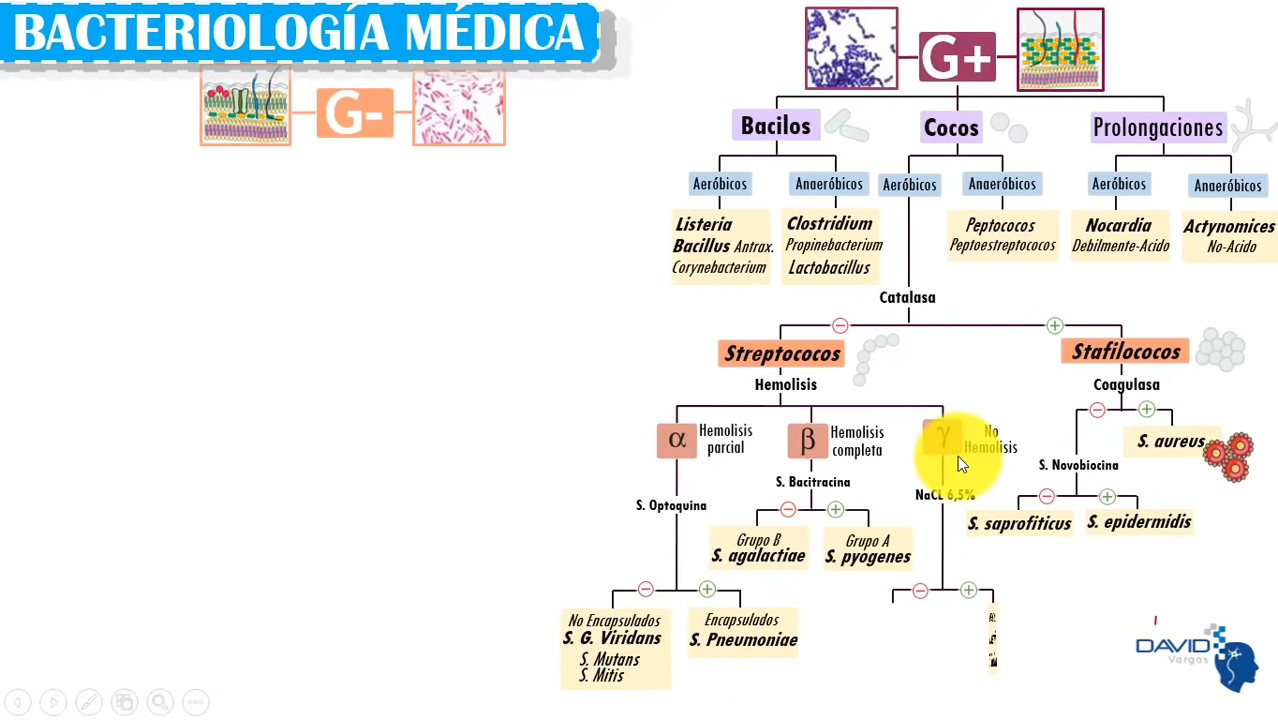 BACTERIOLOGÍA MÉDICA
G-
G+
Bacilos
Cocos
Prolongaciones
Aeróbicos
Anaeróbicos
Aeróbicos
Anaeróbicos
Aeróbicos
Anaeróbicos
Listeria
Bacillus Antrax.
Corynebacterium
Clostridium
Propinebacterium
Lactobacillus
Peptococos
Peptoestreptococos
Nocardia
Debilmente-Acido
Actynomices
No-Acido
Catalasa
Streptococos
Stafilococos
Hemolisis
Coagulasa
α
Hemolisis
parcial
β
Hemolisis
completa
γ
No
Hemolisis
S. aureus
S. Optoquina
S. Bacitracina
NaCL 6,5%
S. Novobiocina
Grupo B
S. agalactiae
Grupo A
S. pyogenes
S. saprofiticus
S. epidermidis
No Encapsulados
S. G. Viridans
S. Mutans
S. Mitis
Encapsulados
S. Pneumoniae
DAVID
Vargas